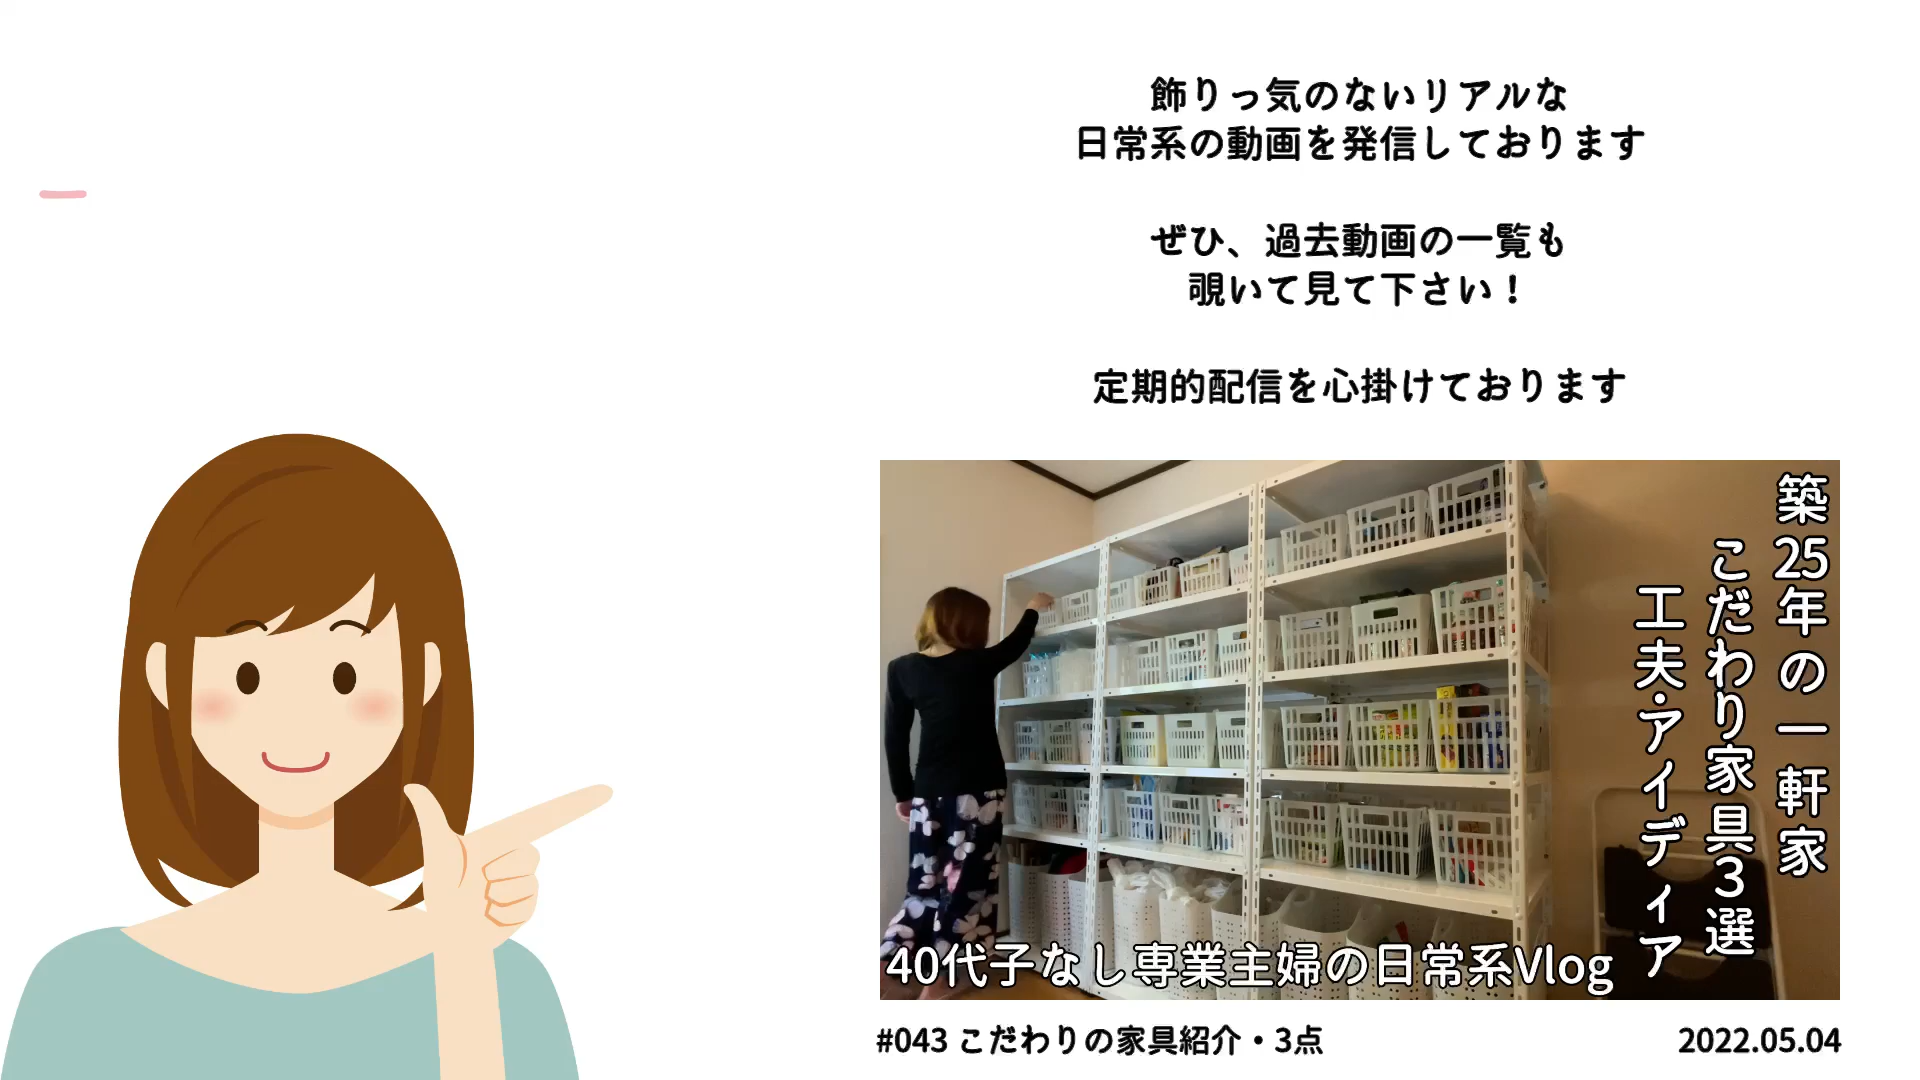 飾りっ気のないリアルな
日常系の動画を発信しております
ぜひ、過去動画の一覧も
覗いて見て下さい！
定期的配信を心掛けております
築25年の一軒家
こだわり家具3選
工夫・アイディア
40代子なし専業主婦の日常系Vlog
#043 こだわりの家具紹介・3点
2022.05.04